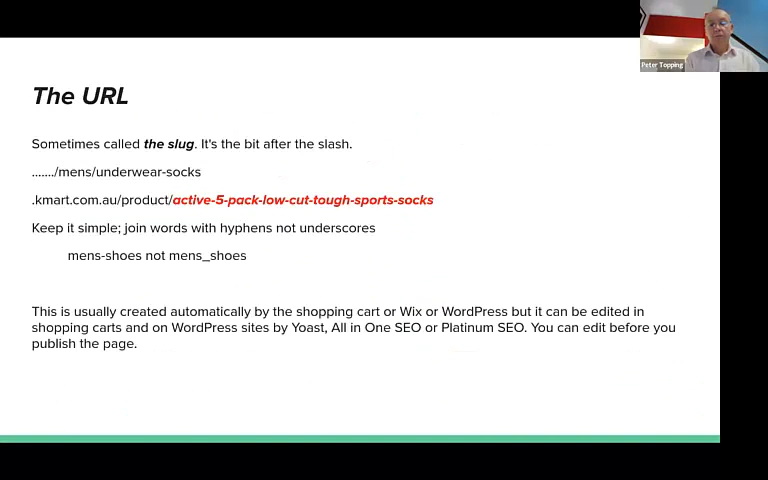 Peter Topping
The URL
Sometimes called the slug. It's the bit after the slash.
......./mens/underwear-socks
.kmart.com.au/product/active-5-pack-low-cut-tough-sports-socks
Keep it simple; join words with hyphens not underscores
mens-shoes not mens_shoes
This is usually created automatically by the shopping cart or Wix or WordPress but it can be edited in
shopping carts and on WordPress sites by Yoast, All in One SEO or Platinum SEO. You can edit before you
publish the page.